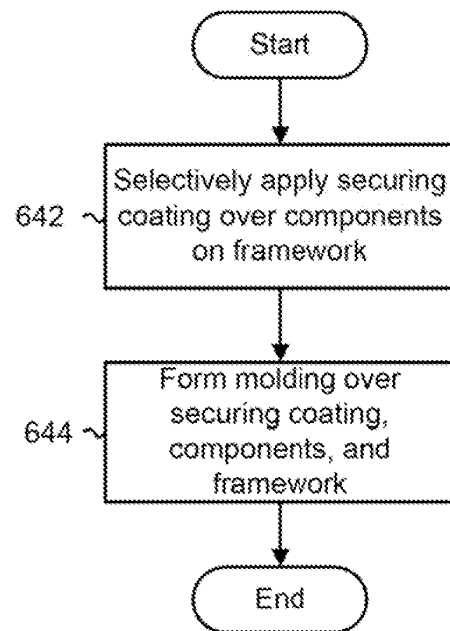 Start
642
Selectively apply securing
coating over components
on framework
644
Form molding over
securing coating,
components, and
framework
End